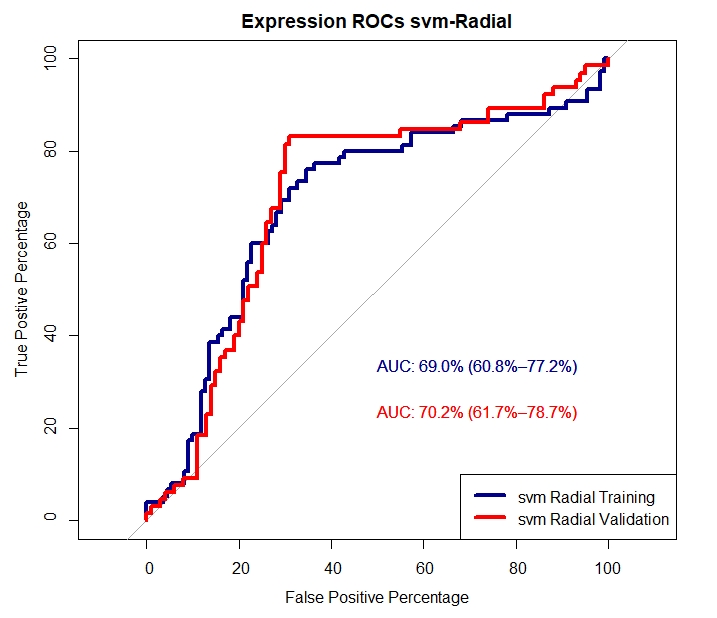 Expression ROCs svm-Radial
True Postive Percentage
100
80
60
40
20
0
AUC: 69.0% (60.8%–77.2%)
AUC: 70.2% (61.7%–78.7%)
svm Radial Training
svm Radial Validation
0 20 40 60 80 100
False Positive Percentage